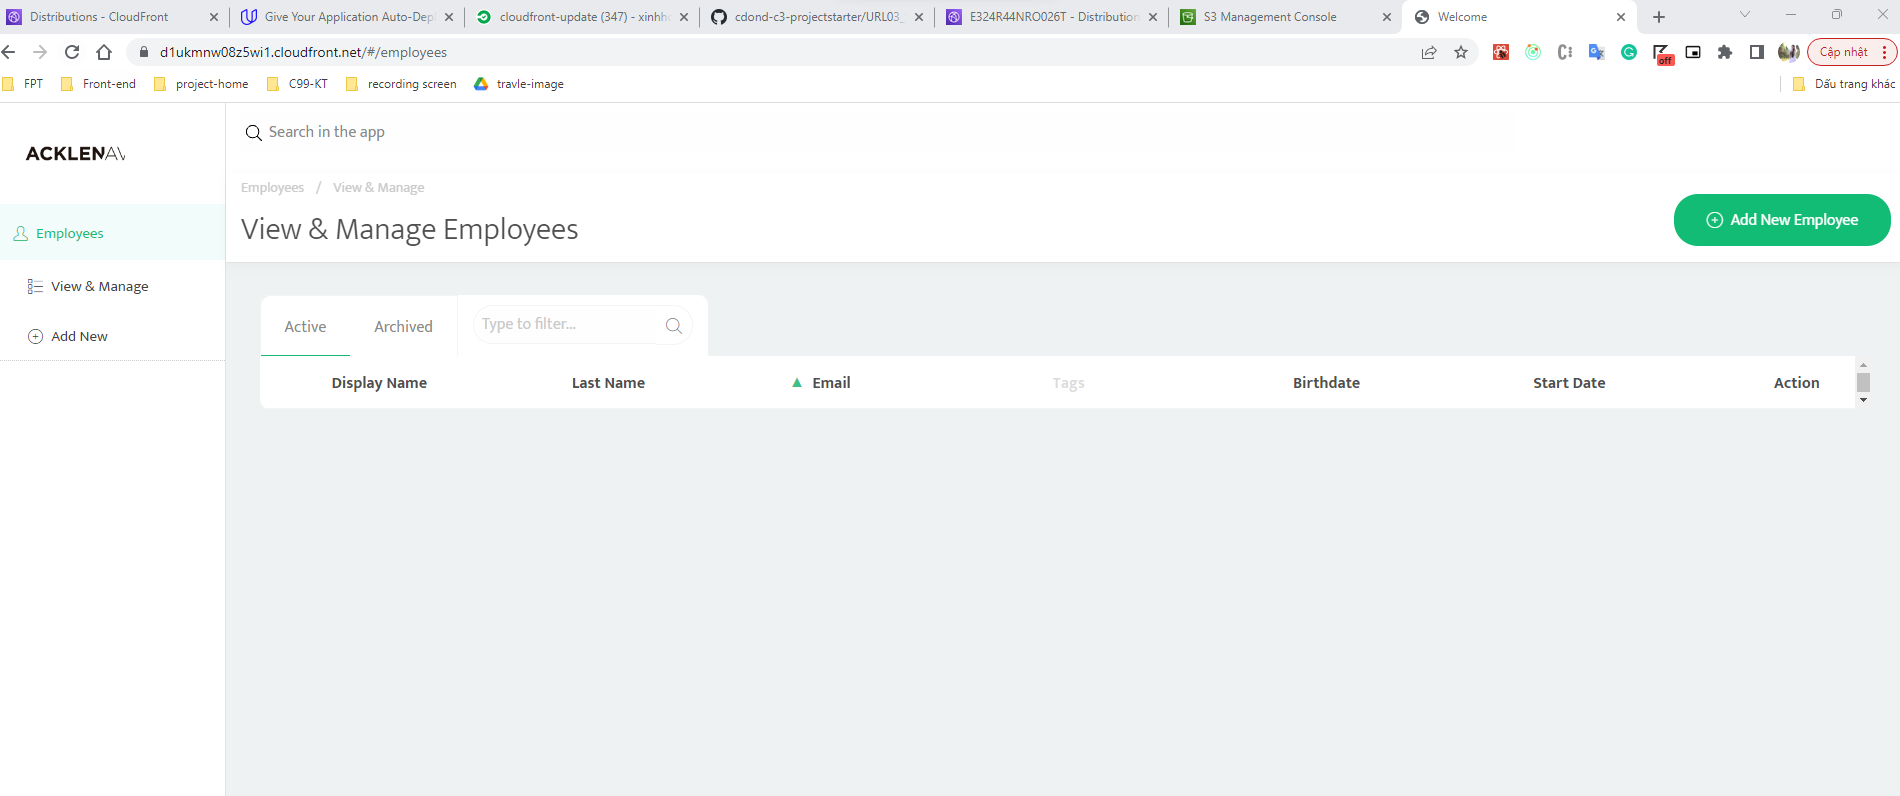 Distributions - CloudFront
Give Your Application Auto-Dep
cloudfront-update (347) - xinhh
cdond-c3-projectstarter/URL03_
E324R44NRO026T - Distribution
S3 Management Console
Welcome
d1ukmnw08z5wi1.cloudfront.net/#/employees
off
Cập nhật
FPT
Front-end
project-home
C99-KT
recording screen
travle-image
Dấu trang khác
ACKLENAV
Search in the app
Employees / View & Manage
View & Manage Employees
Add New Employee
Employees
View & Manage
Add New
Active
Archived
Type to filter...
Display Name
Last Name
Email
Tags
Birthdate
Start Date
Action